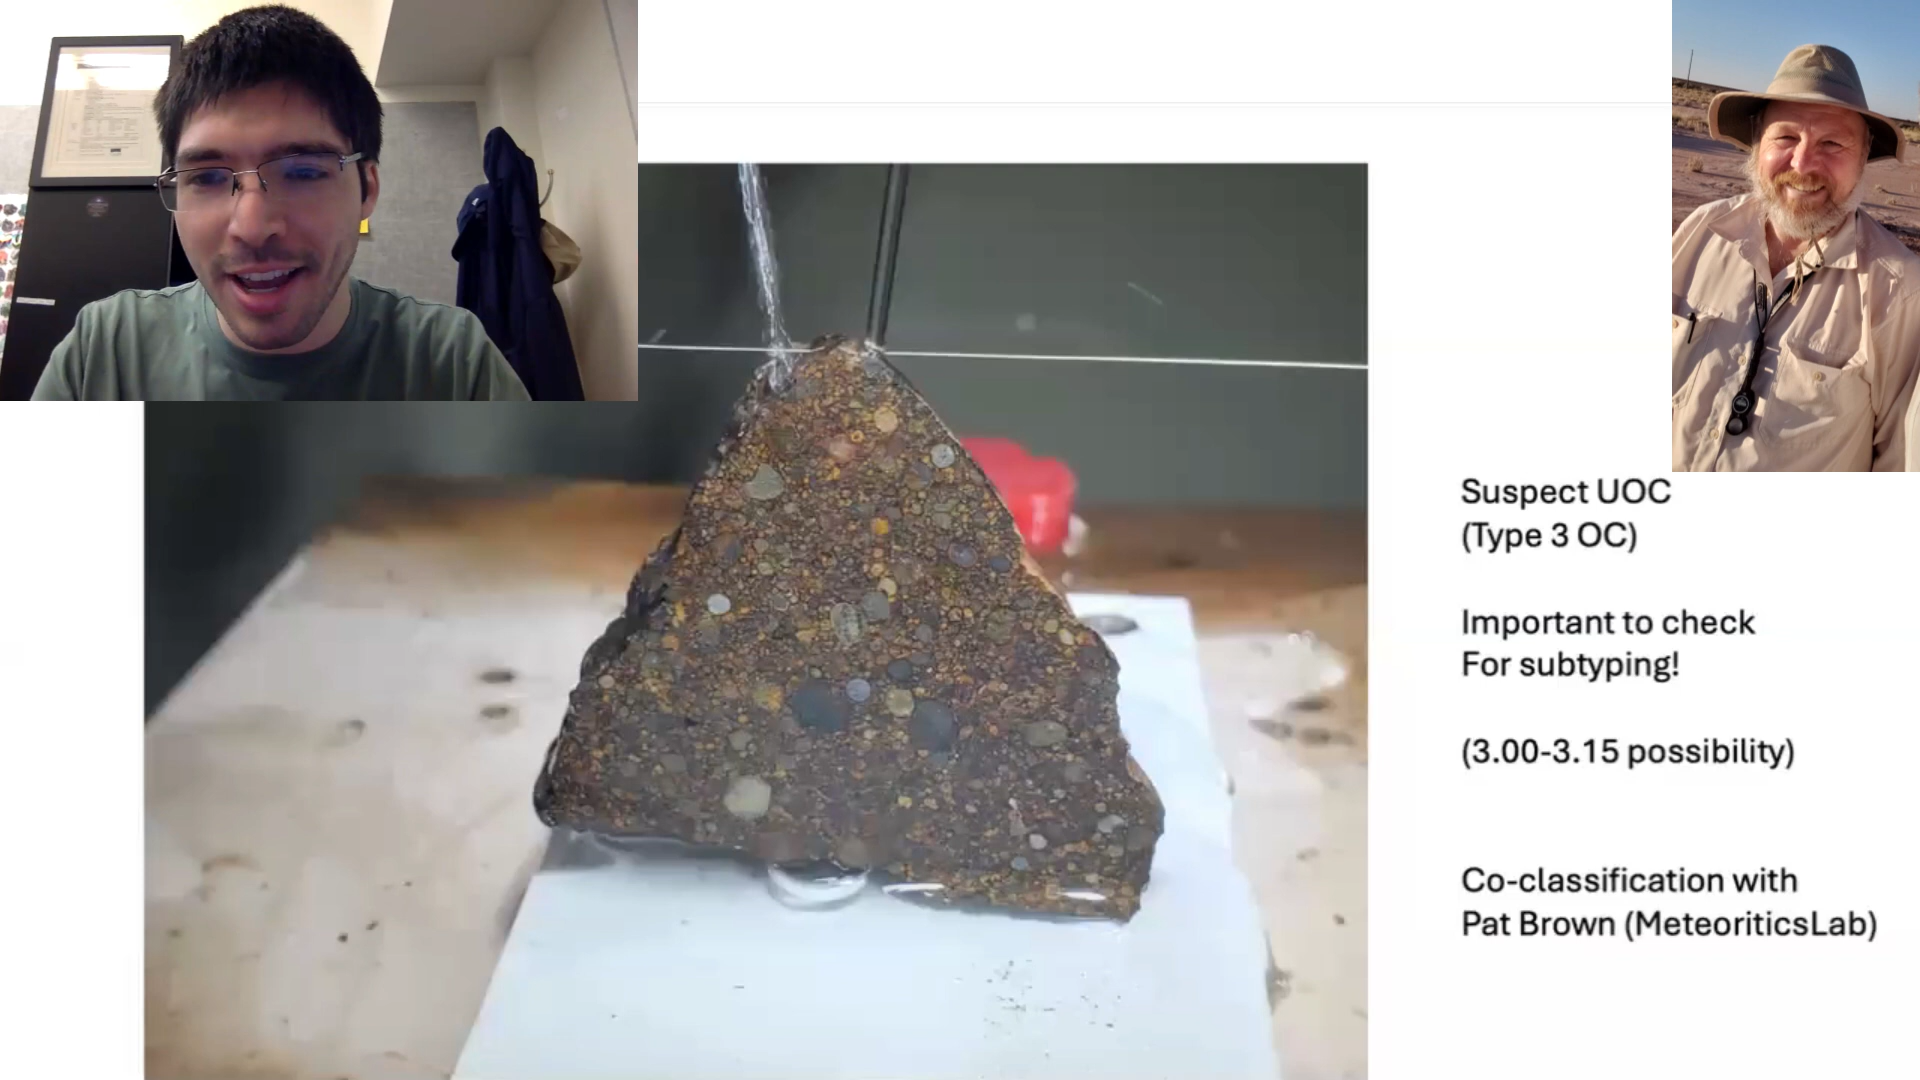 Suspect UOC
(Type 3 OC)
Important to check
For subtyping!
(3.00-3.15 possibility)
Co-classification with
Pat Brown (MeteoriticsLab)